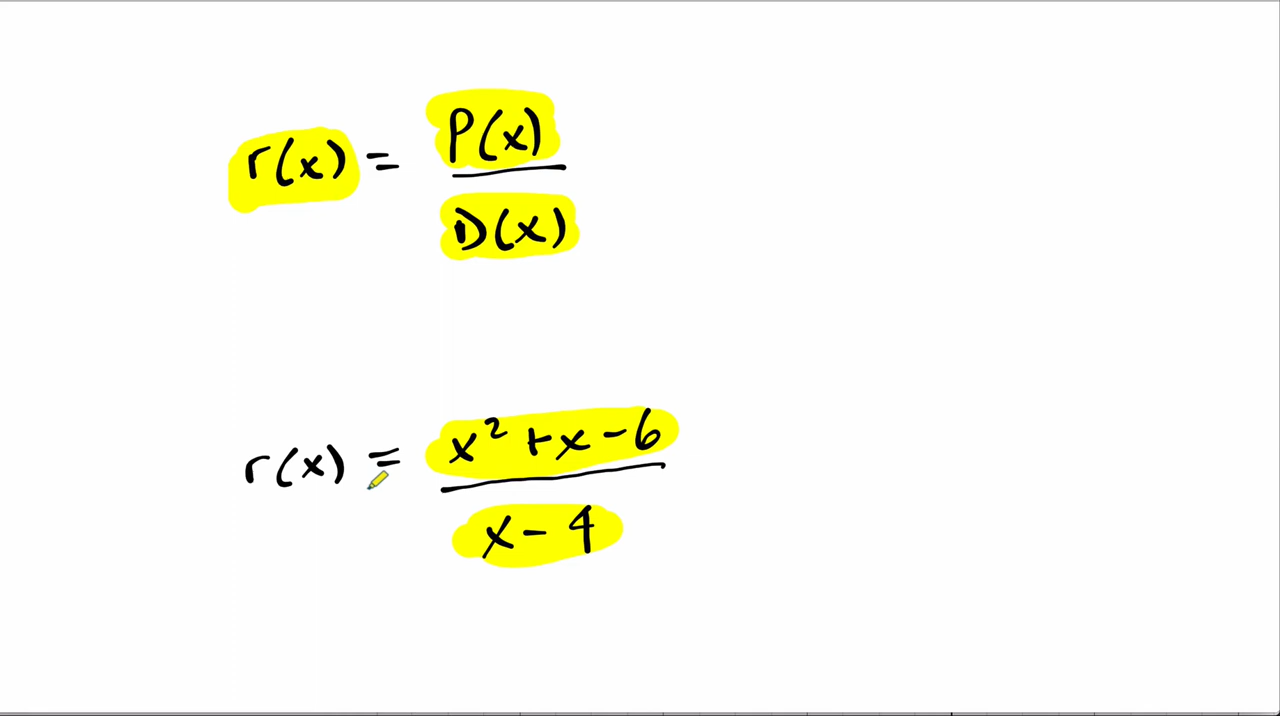 r(x) = P(x)
D(x)
r(x) = x² + x - 6
x - 4